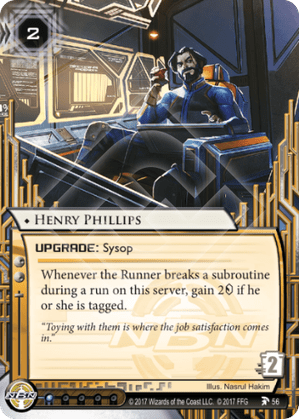 2
HENRY PHILLIPS
UPGRADE: Sysop
Whenever the Runner breaks a subroutine
during a run on this server, gain 2 if he
or she is tagged.
“Toying with them is where the job satisfaction comes
in.”
NBN
2
Illus. Nasrul Hakim
NBN
© 2017 Wizards of the Coast LLC. © 2017 FFG 56